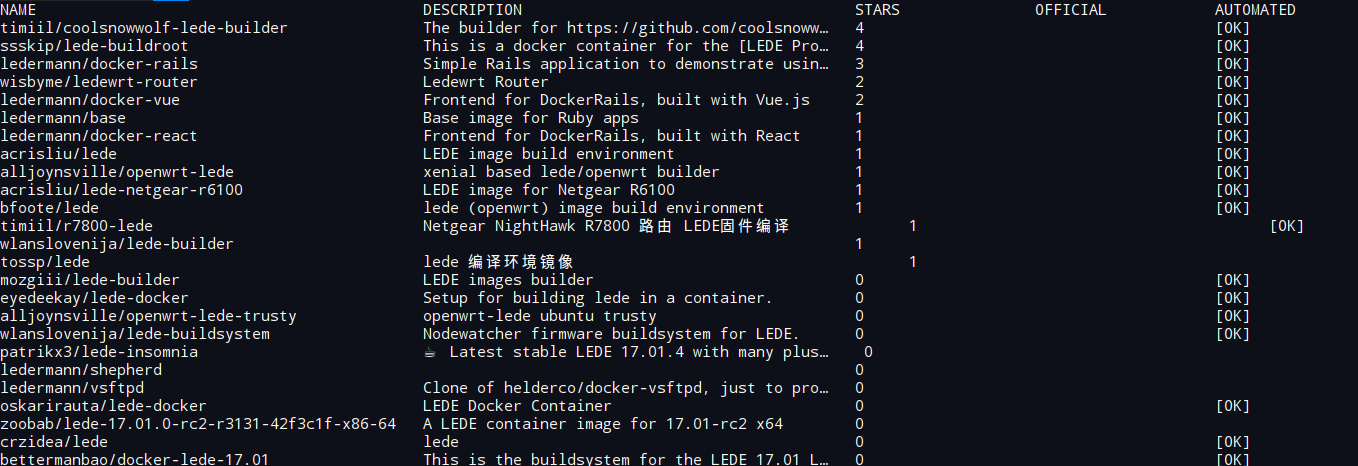 NAME DESCRIPTION STARS OFFICIAL AUTOMATED
timiil/coolsnowwolf-lede-builder The builder for https://github.com/coolsnoww… 4 [OK]
ssskip/lede-buildroot This is a docker container for the [LEDE Pro… 4 [OK]
ledermann/docker-rails Simple Rails application to demonstrate usin… 3 [OK]
wisbyme/ledewrt-router Ledewrt Router 2 [OK]
ledermann/docker-vue Frontend for DockerRails, built with Vue.js 2 [OK]
ledermann/base Base image for Ruby apps 1 [OK]
ledermann/docker-react Frontend for DockerRails, built with React 1 [OK]
acrisliu/lede LEDE image build environment 1 [OK]
alljoynsville/openwrt-lede xenial based lede/openwrt builder 1 [OK]
acrisliu/lede-netgear-r6100 LEDE image for Netgear R6100 1 [OK]
bfoote/lede lede (openwrt) image build environment 1 [OK]
timiil/r7800-lede Netgear NightHawk R7800 路由 LEDE固件编译 1 [OK]
wlanslovenija/lede-builder 1
tossp/lede lede 编译环境镜像 1
mozgiii/lede-builder LEDE images builder 0 [OK]
eyedeekay/lede-docker Setup for building lede in a container. 0 [OK]
alljoynsville/openwrt-lede-trusty openwrt-lede ubuntu trusty 0 [OK]
wlanslovenija/lede-buildsystem Nodewatcher firmware buildsystem for LEDE. 0 [OK]
patrikx3/lede-insomnia ☕ Latest stable LEDE 17.01.4 with many plus… 0
ledermann/shepherd 0
ledermann/vsftpd Clone of helderco/docker-vsftpd, just to pro… 0
oskarirauta/lede-docker LEDE Docker Container 0 [OK]
zoobab/lede-17.01.0-rc2-r3131-42f3c1f-x86-64 A LEDE container image for 17.01-rc2 x64 0
crzidea/lede lede 0 [OK]
bettermanbao/docker-lede-17.01 This is the buildsystem for the LEDE 17.01 L… 0 [OK]